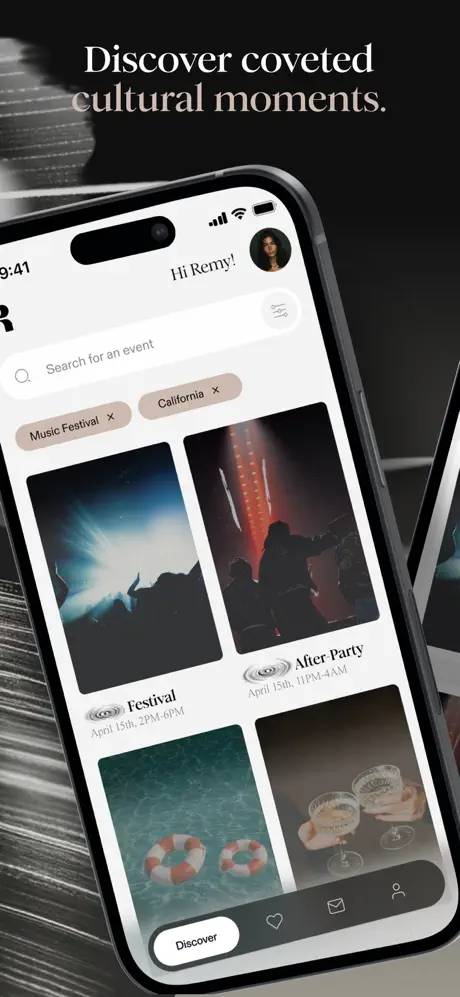 Discover coveted
cultural moments.
9:41
Hi Remy!
R
Search for an event
Music Festival ×
California ×
Festival
April 15th, 2PM-6PM
After-Party
April 15th, 11PM-4AM
Discover